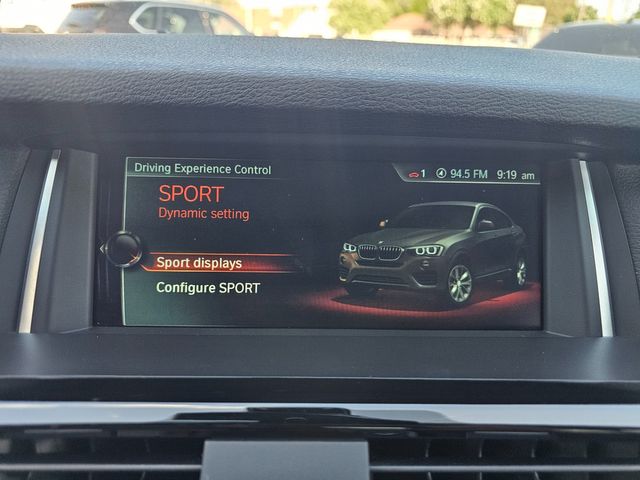 Driving Experience Control
1 94.5 FM 9:19 am
SPORT
Dynamic setting
Sport displays
Configure SPORT